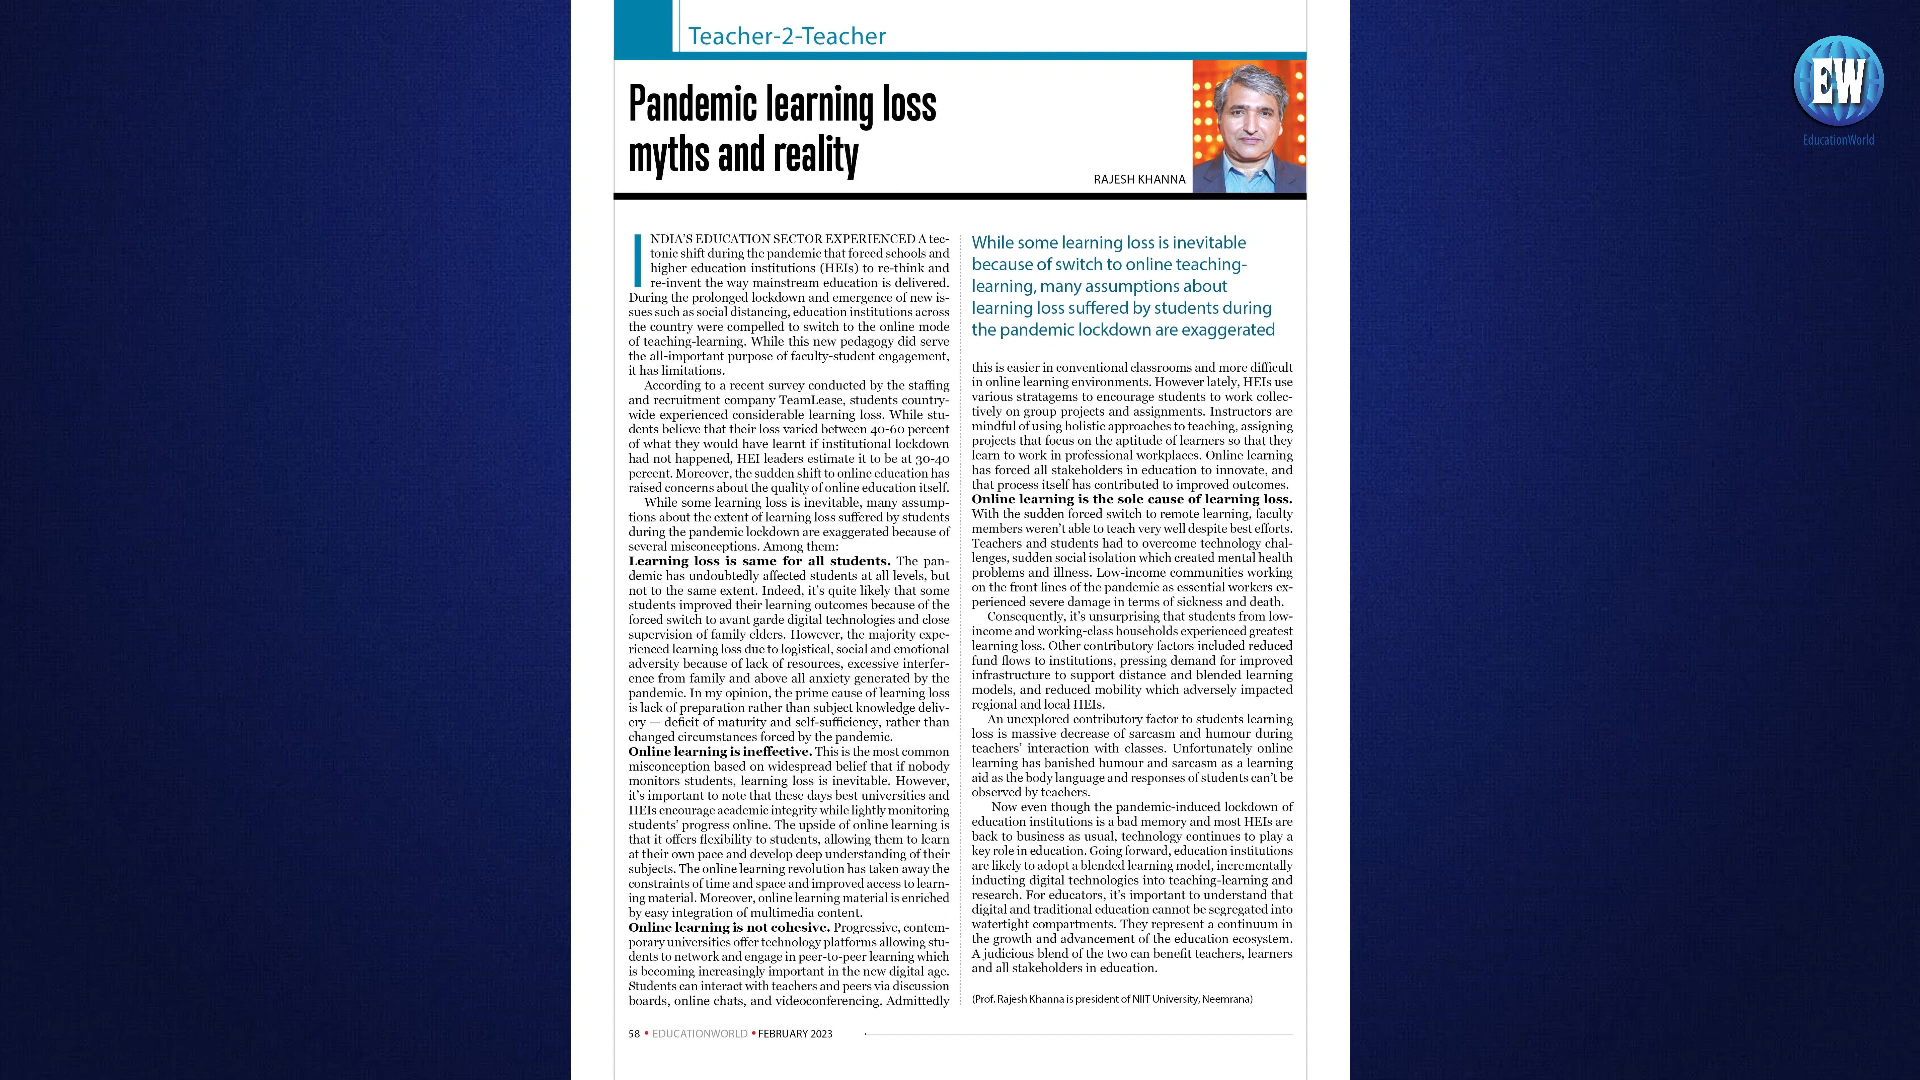 Teacher-2-Teacher
Pandemic learning loss
myths and reality
RAJESH KHANNA
EW
EducationWorld
INDIA'S EDUCATION SECTOR EXPERIENCED A tec-
tonic shift during the pandemic that forced schools and
higher education institutions (HEIs) to re-think and
re-invent the way mainstream education is delivered.
During the prolonged lockdown and emergence of new is-
sues such as social distancing, education institutions across
the country were compelled to switch to the online mode
of teaching-learning. While this new pedagogy did serve
the all-important purpose of faculty-student engagement,
it has limitations.
According to a recent survey conducted by the staffing
and recruitment company TeamLease, students country-
wide experienced considerable learning loss. While stu-
dents believe that their loss varied between 40-60 percent
of what they would have learnt if institutional lockdown
had not happened, HEI leaders estimate it to be at 30-40
percent. Moreover, the sudden shift to online education has
raised concerns about the quality of online education itself.
While some learning loss is inevitable, many assump-
tions about the extent of learning loss suffered by students
during the pandemic lockdown are exaggerated because of
several misconceptions. Among them:
Learning loss is same for all students. The pan-
demic has undoubtedly affected students at all levels, but
not to the same extent. Indeed, it's quite likely that some
students improved their learning outcomes because of the
forced switch to avant garde digital technologies and close
supervision of family elders. However, the majority expe-
rienced learning loss due to logistical, social and emotional
adversity because of lack of resources, excessive interfer-
ence from family and above all anxiety generated by the
pandemic. In my opinion, the prime cause of learning loss
is lack of preparation rather than subject knowledge deliv-
ery — deficit of maturity and self-sufficiency, rather than
changed circumstances forced by the pandemic.
Online learning is ineffective. This is the most common
misconception based on widespread belief that if nobody
monitors students, learning loss is inevitable. However,
it's important to note that these days best universities and
HEIs encourage academic integrity while lightly monitoring
students' progress online. The upside of online learning is
that it offers flexibility to students, allowing them to learn
at their own pace and develop deep understanding of their
subjects. The online learning revolution has taken away the
constraints of time and space and improved access to learn-
ing material. Moreover, online learning material is enriched
by easy integration of multimedia content.
Online learning is not cohesive. Progressive, contem-
porary universities offer technology platforms allowing stu-
dents to network and engage in peer-to-peer learning which
is becoming increasingly important in the new digital age.
Students can interact with teachers and peers via discussion
boards, online chats, and videoconferencing. Admittedly
While some learning loss is inevitable
because of switch to online teaching-
learning, many assumptions about
learning loss suffered by students during
the pandemic lockdown are exaggerated
this is easier in conventional classrooms and more difficult
in online learning environments. However lately, HEIs use
various stratagems to encourage students to work collec-
tively on group projects and assignments. Instructors are
mindful of using holistic approaches to teaching, assigning
projects that focus on the aptitude of learners so that they
learn to work in professional workplaces. Online learning
has forced all stakeholders in education to innovate, and
that process itself has contributed to improved outcomes.
Online learning is the sole cause of learning loss.
With the sudden forced switch to remote learning, faculty
members weren't able to teach very well despite best efforts.
Teachers and students had to overcome technology chal-
lenges, sudden social isolation which created mental health
problems and illness. Low-income communities working
on the front lines of the pandemic as essential workers ex-
perienced severe damage in terms of sickness and death.
Consequently, it's unsurprising that students from low-
income and working-class households experienced greatest
learning loss. Other contributory factors included reduced
fund flows to institutions, pressing demand for improved
infrastructure to support distance and blended learning
models, and reduced mobility which adversely impacted
regional and local HEIs.
An unexplored contributory factor to students learning
loss is massive decrease of sarcasm and humour during
teachers' interaction with classes. Unfortunately online
learning has banished humour and sarcasm as a learning
aid as the body language and responses of students can't be
observed by teachers.
Now even though the pandemic-induced lockdown of
education institutions is a bad memory and most HEIs are
back to business as usual, technology continues to play a
key role in education. Going forward, education institutions
are likely to adopt a blended learning model, incrementally
inducting digital technologies into teaching-learning and
research. For educators, it's important to understand that
digital and traditional education cannot be segregated into
watertight compartments. They represent a continuum in
the growth and advancement of the education ecosystem.
A judicious blend of the two can benefit teachers, learners
and all stakeholders in education.
(Prof. Rajesh Khanna is president of NIIT University, Neemrana)
58 • EDUCATIONWORLD • FEBRUARY 2023